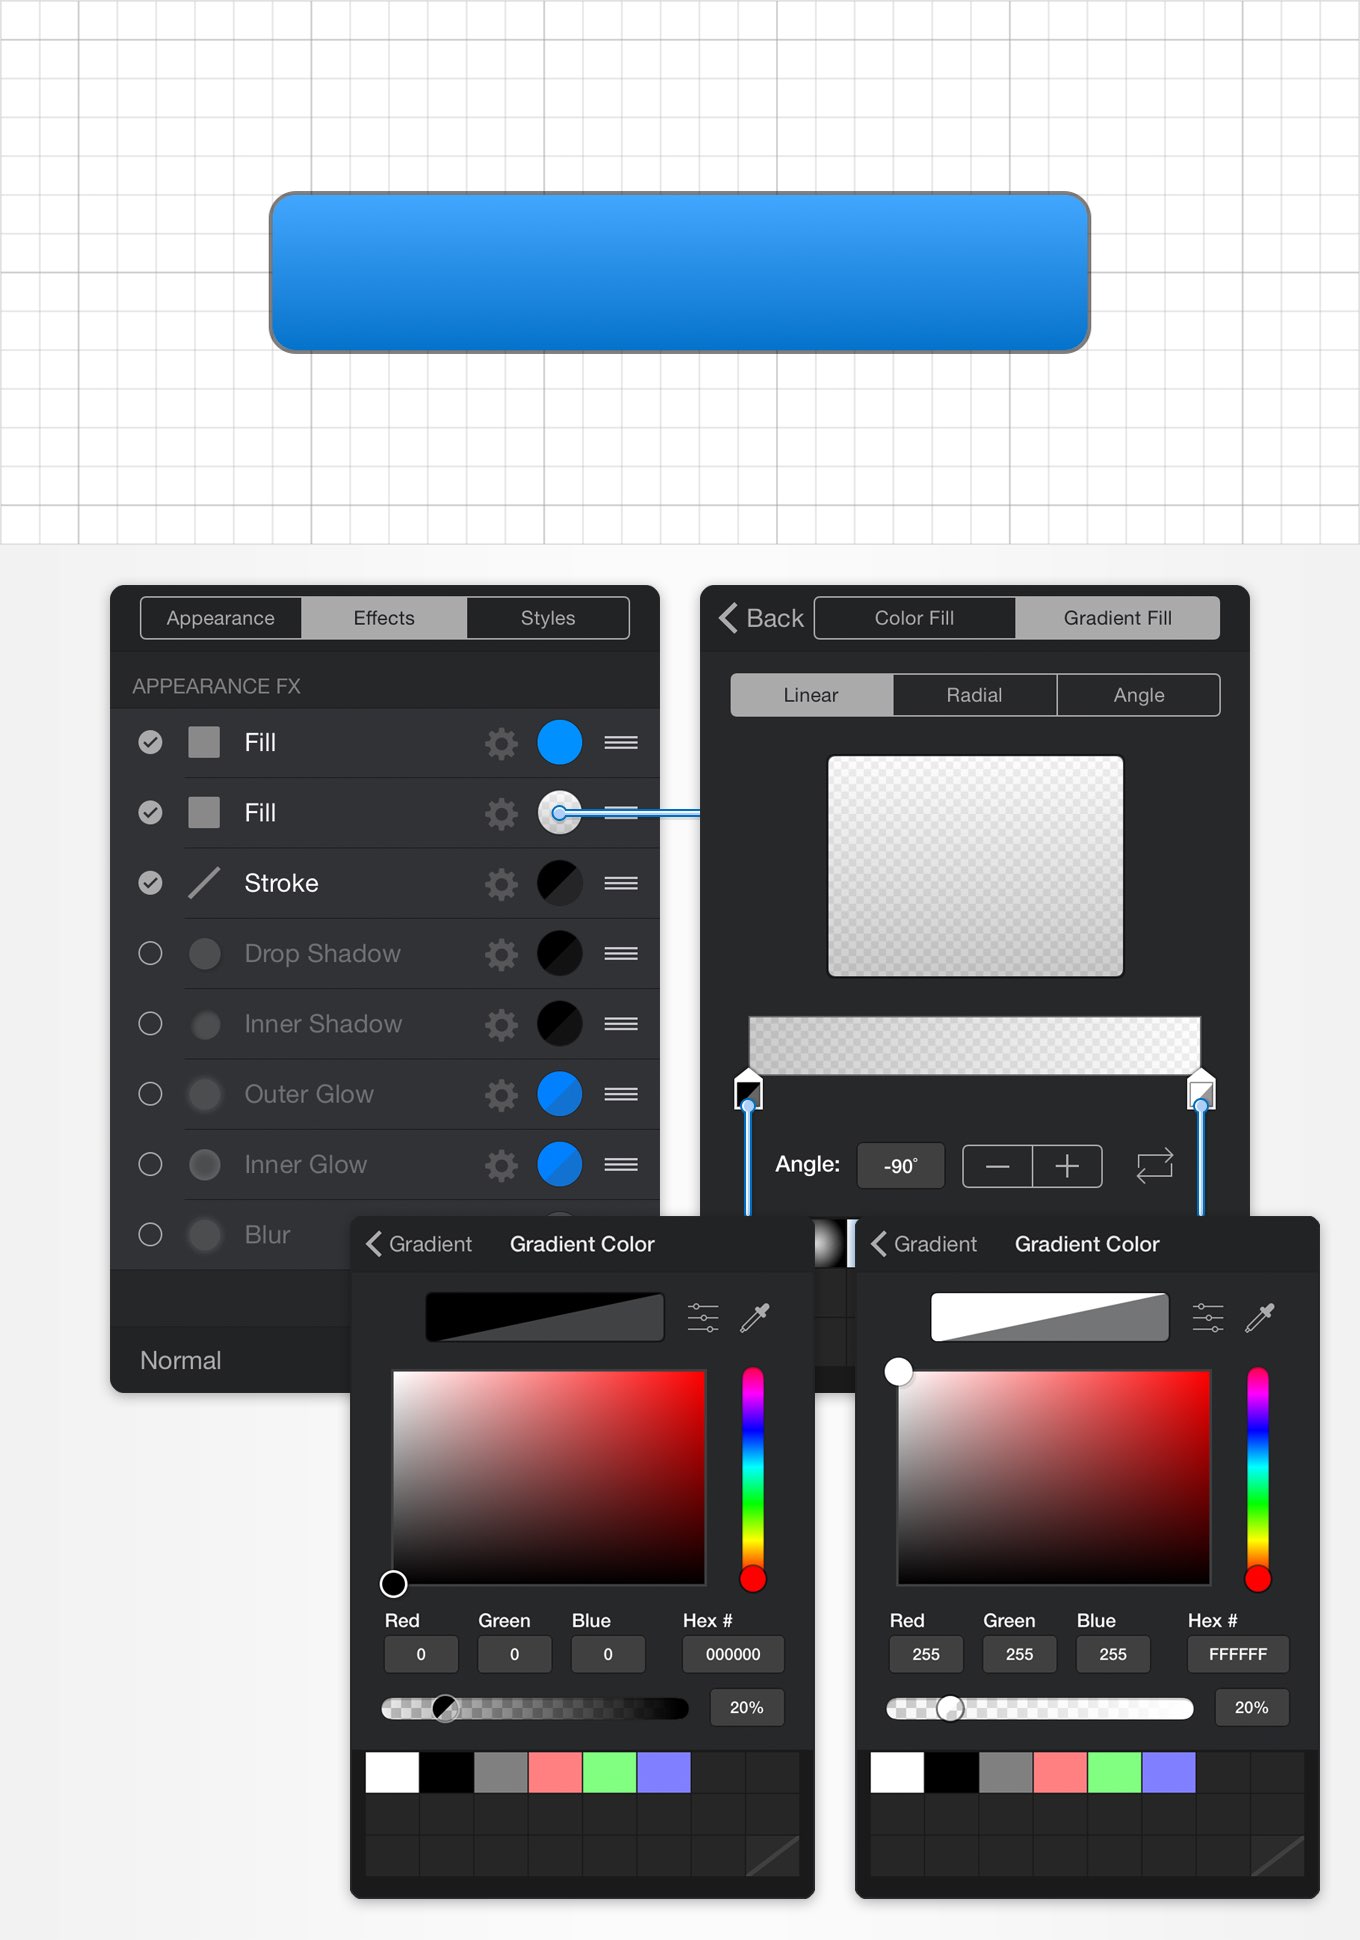 Appearance Effects Styles
APPEARANCE FX
Fill
Fill
Stroke
Drop Shadow
Inner Shadow
Outer Glow
Inner Glow
Blur
Normal
Back Color Fill Gradient Fill
Linear Radial Angle
Angle: -90°
Gradient Gradient Color
Red Green Blue Hex #
0 0 0 000000
20%
Gradient Gradient Color
Red Green Blue Hex #
255 255 255 FFFFFF
20%